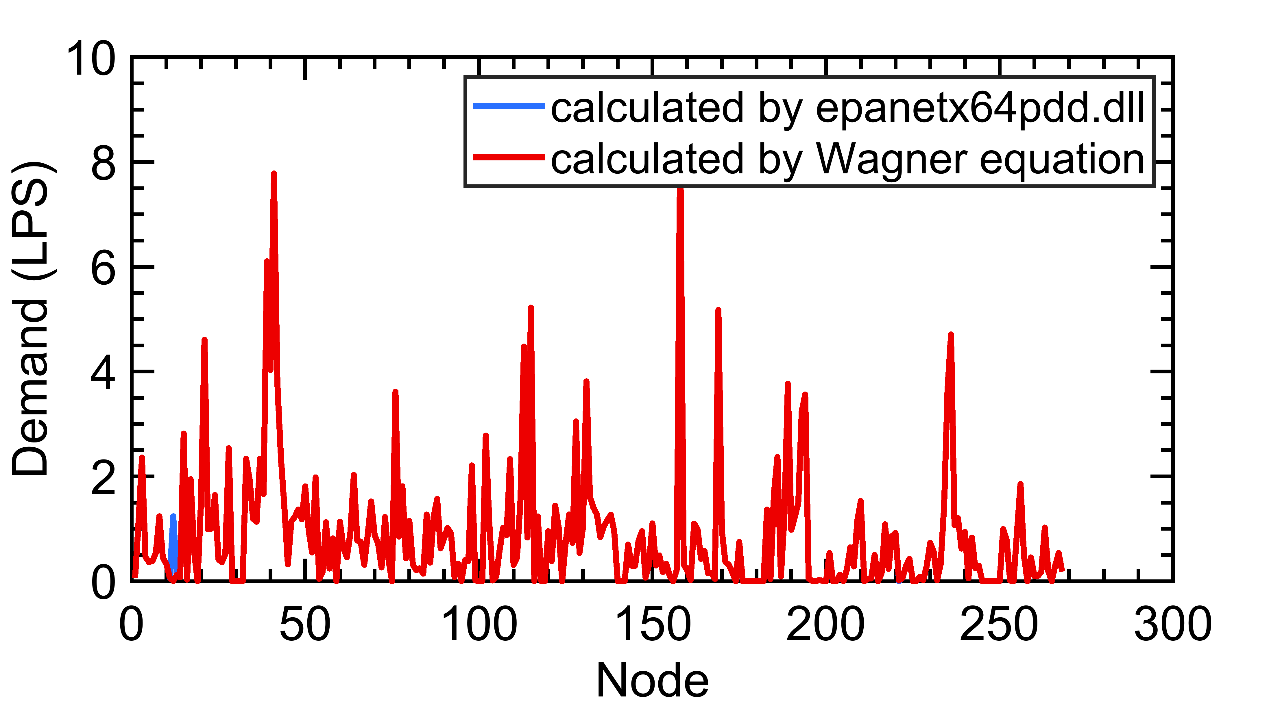 10
8
6
4
2
0
Demand (LPS)
calculated by epanetx64pdd.dll
calculated by Wagner equation
0 50 100 150 200 250 300
Node